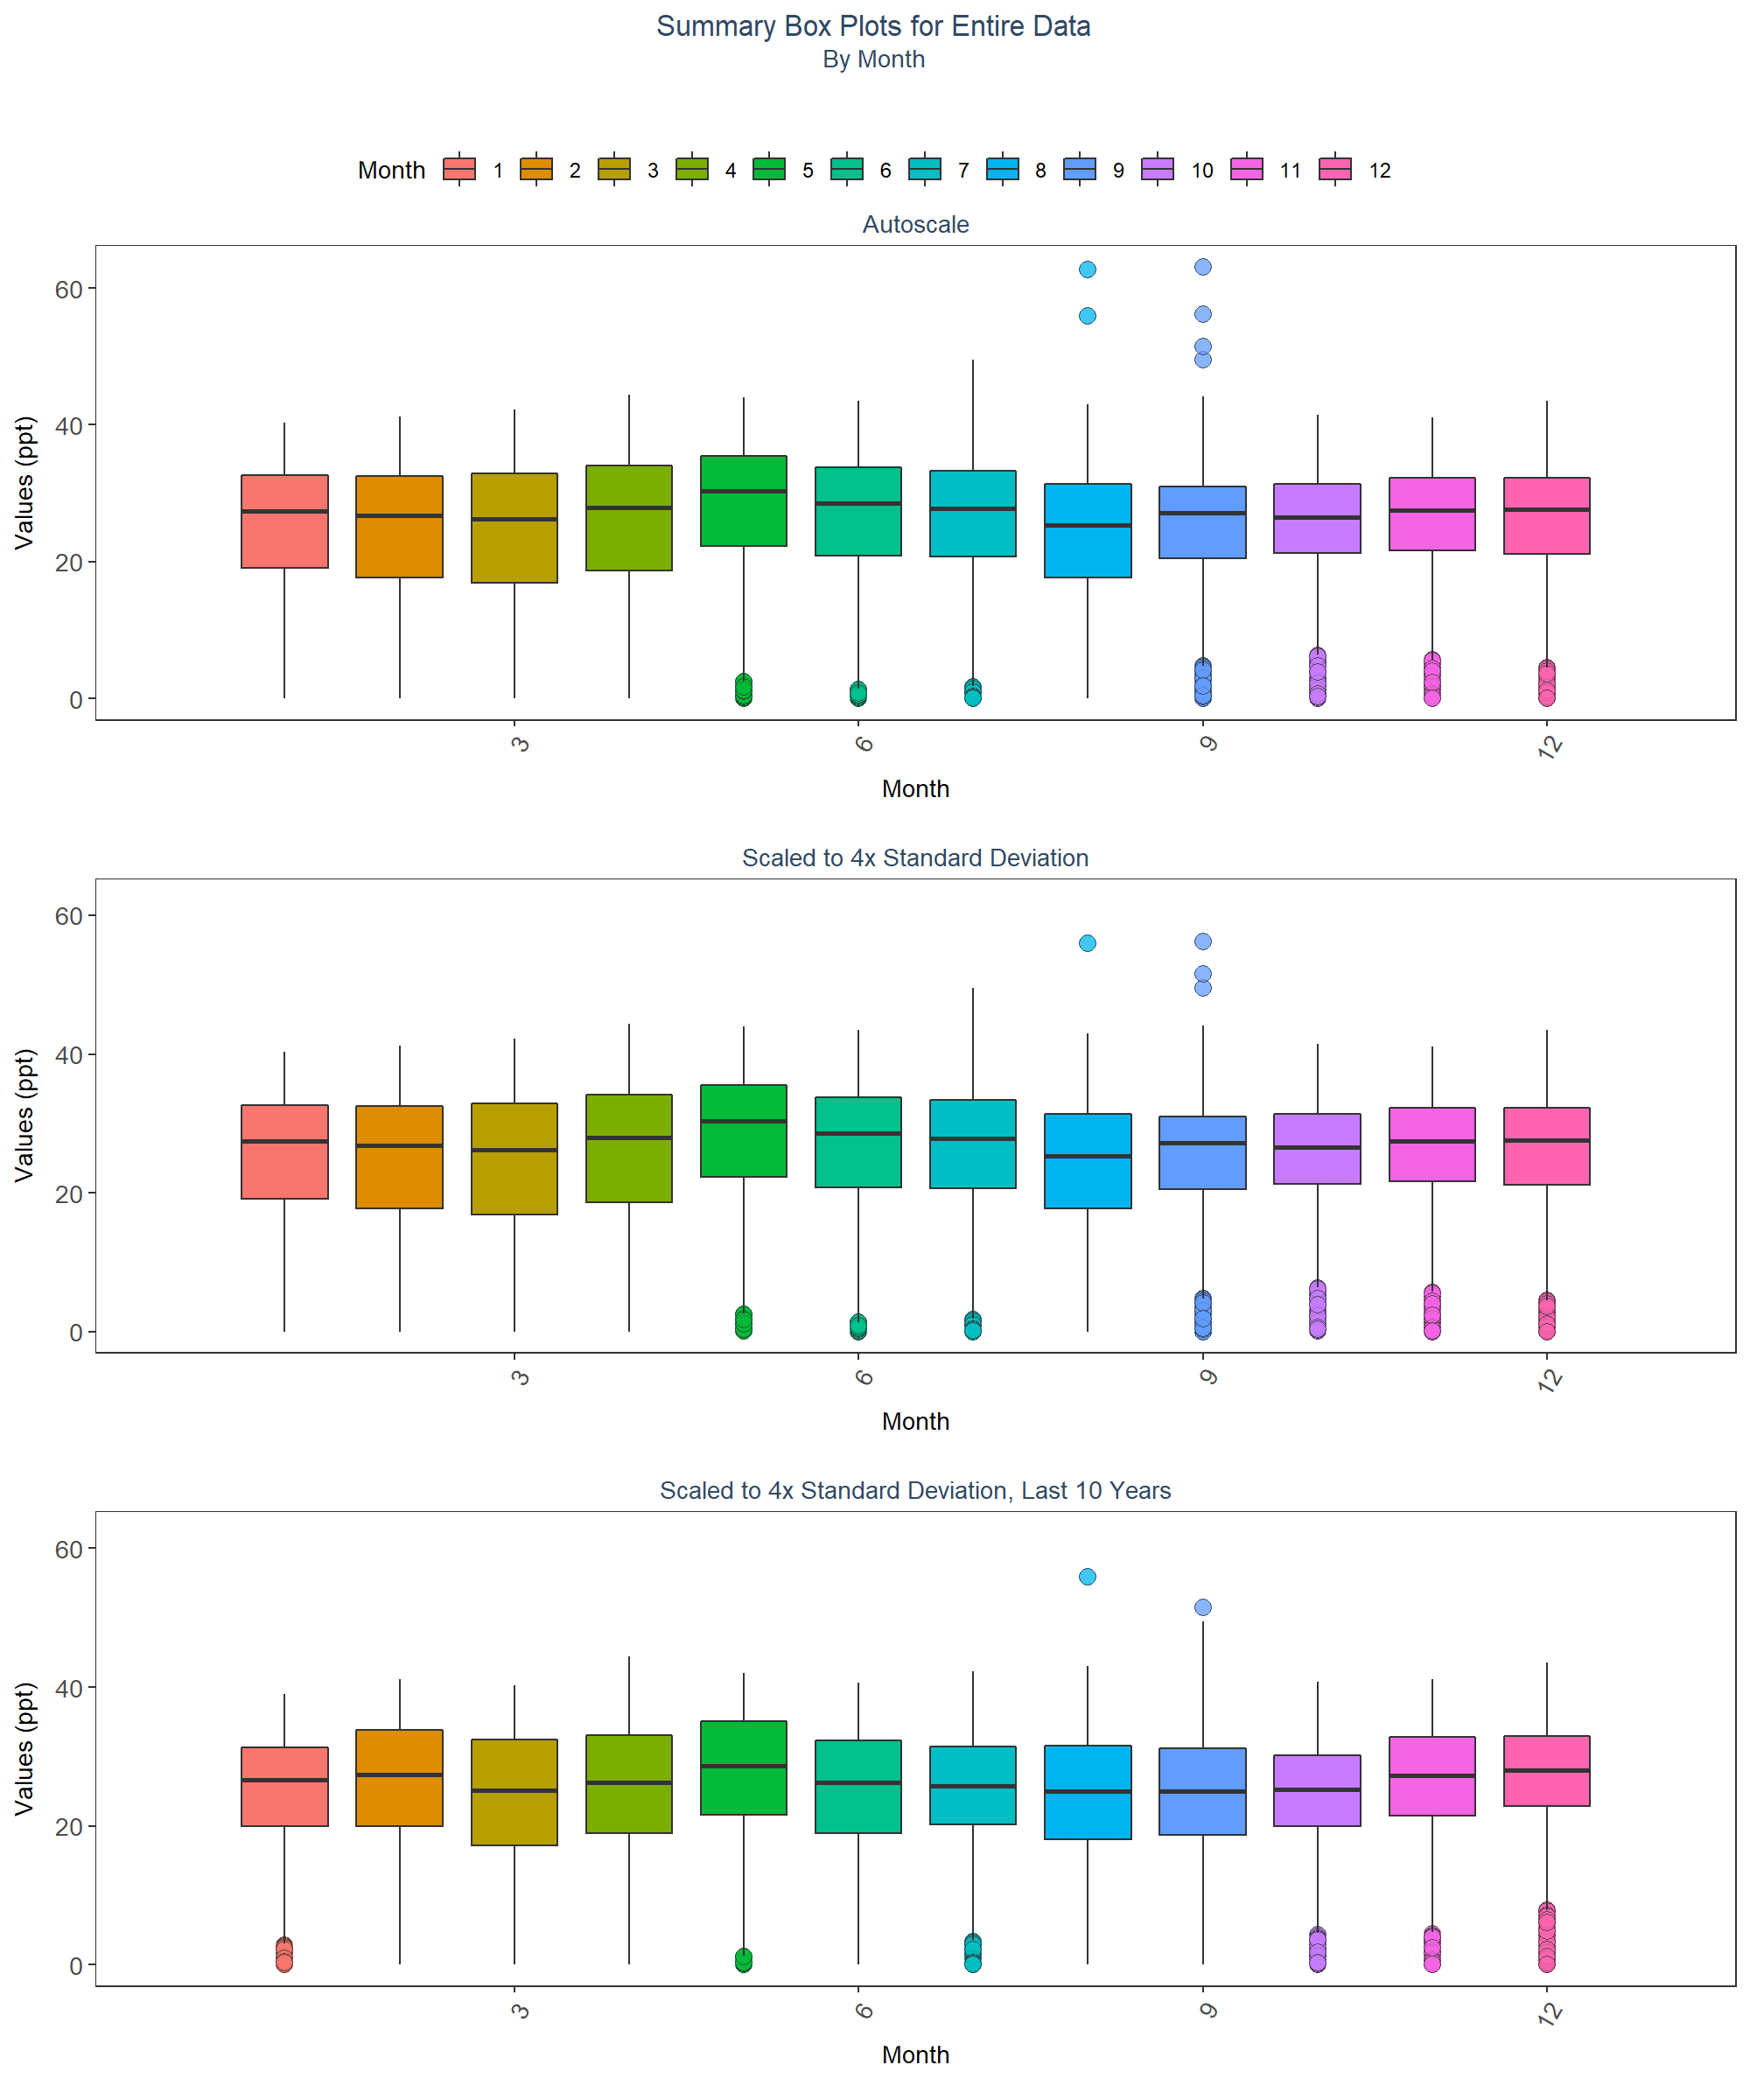 Summary Box Plots for Entire Data
By Month
Month 1 2 3 4 5 6 7 8 9 10 11 12
Autoscale
Values (ppt)
60
40
20
0
3 6 9 12
Month
Scaled to 4x Standard Deviation
Values (ppt)
60
40
20
0
3 6 9 12
Month
Scaled to 4x Standard Deviation, Last 10 Years
Values (ppt)
60
40
20
0
3 6 9 12
Month